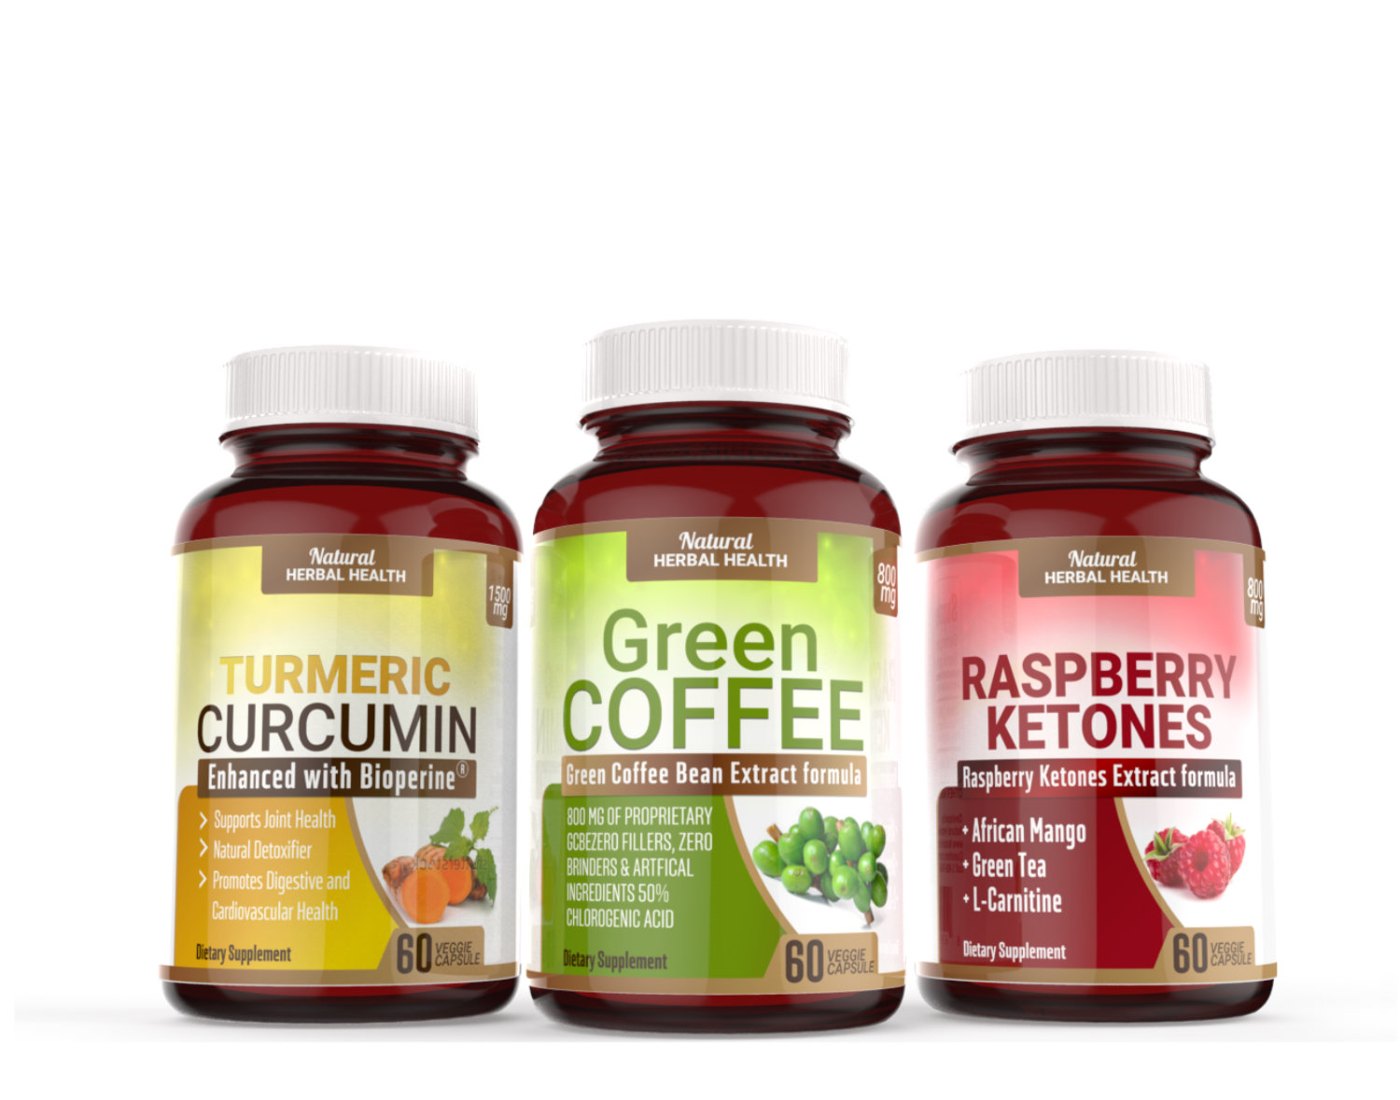 Natural
HERBAL HEALTH
1500
mg
TURMERIC
CURCUMIN
Enhanced with Bioperine®
Supports Joint Health
Natural Detoxifier
Promotes Digestive and
Cardiovascular Health
Dietary Supplement
60 VEGGIE
CAPSULE
Natural
HERBAL HEALTH
800
mg
Green
COFFEE
Green Coffee Bean Extract formula
800 MG OF PROPRIETARY
GCBEZERO FILLERS, ZERO
BRINDERS & ARTFICAL
INGREDIENTS 50%
CHLOROGENIC ACID
Dietary Supplement
60 VEGGIE
CAPSULE
Natural
HERBAL HEALTH
800
mg
RASPBERRY
KETONES
Raspberry Ketones Extract formula
+ African Mango
+ Green Tea
+ L-Carnitine
Dietary Supplement
60 VEGGIE
CAPSULE